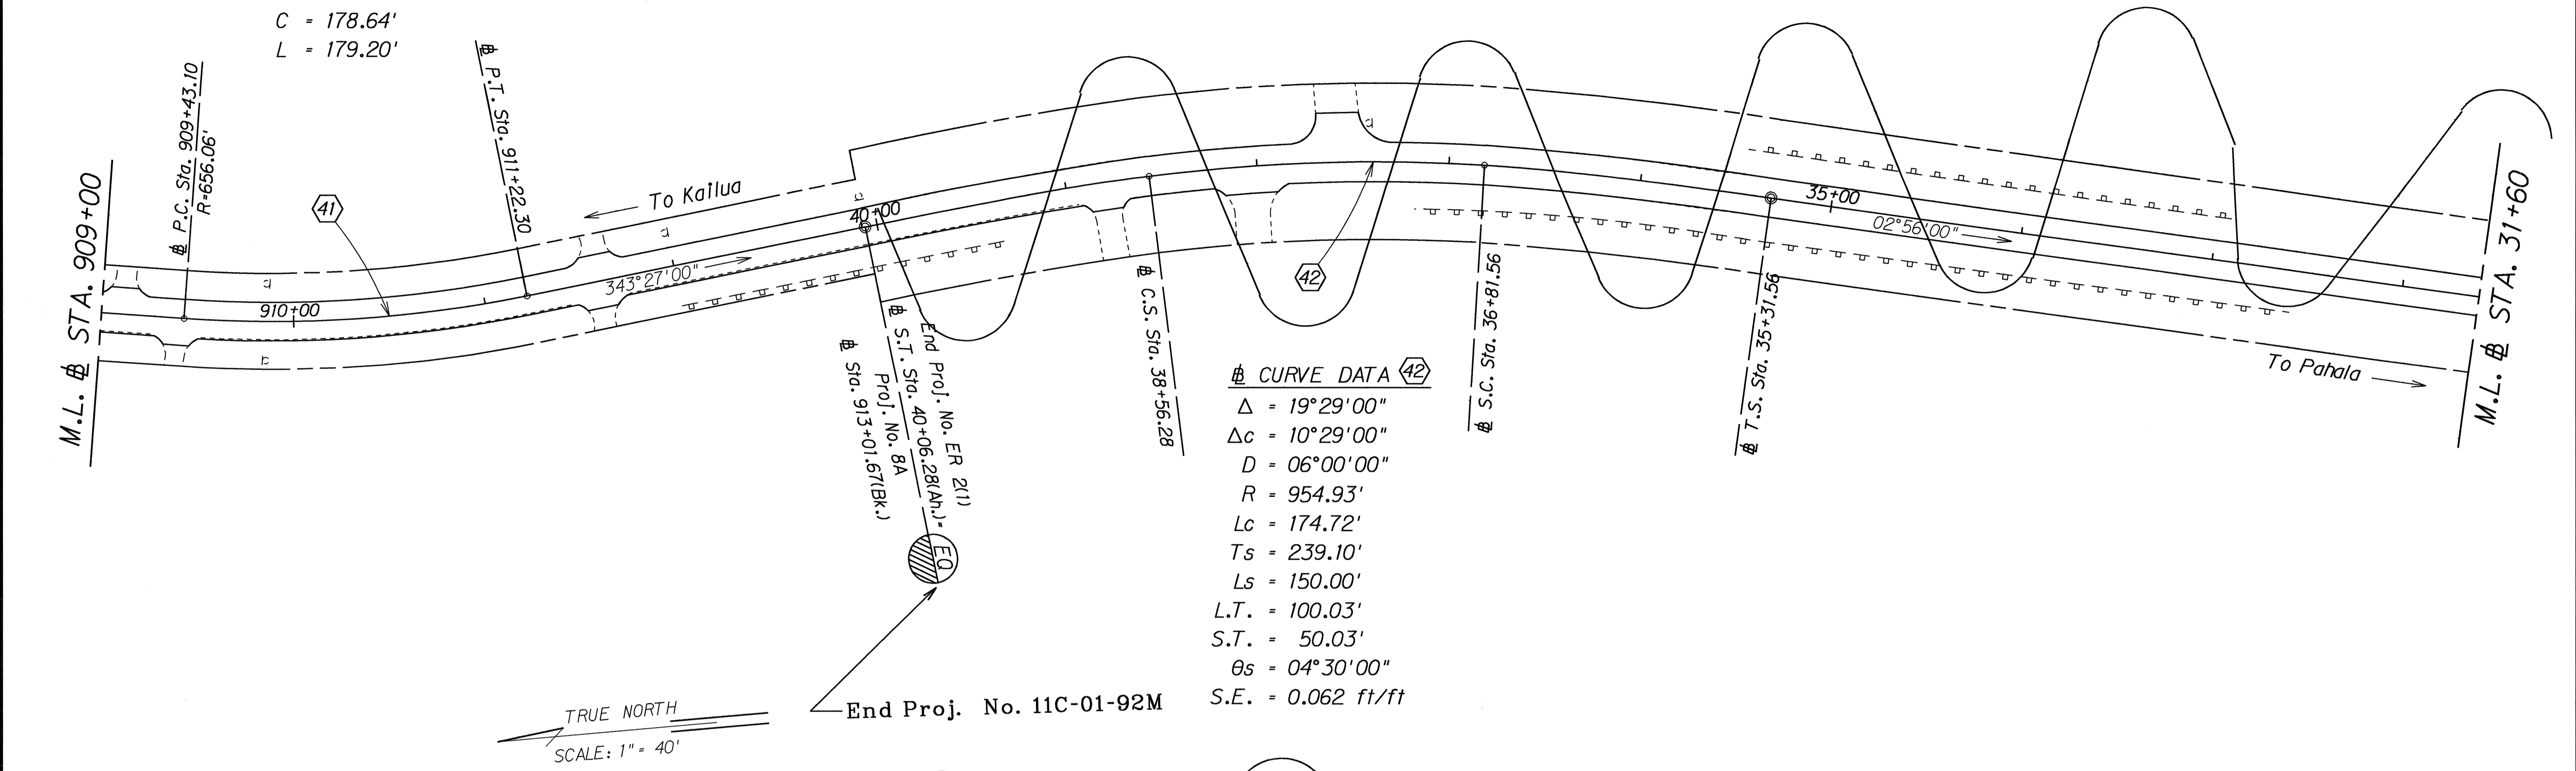 C = 178.64'
L = 179.20'
M.L. ␢ STA. 909+00
␢ P.C. Sta. 909+43.10
R=656.06'
41
910+00
␢ P.T. Sta. 911+22.30
To Kailua
343°27'00"
40+00
End Proj. No. ER 2(1)
␢ S.T. Sta. 40+06.28(Ah.)=
Proj. No. 8A
␢ Sta. 913+01.67(Bk.)
EQ
␢ C.S. Sta. 38+56.28
42
␢ S.C. Sta. 36+81.56
␢ T.S. Sta. 35+31.56
35+00
02°56'00"
To Pahala
M.L. ␢ STA. 31+60
␢ CURVE DATA 42
Δ = 19°29'00"
Δc = 10°29'00"
D = 06°00'00"
R = 954.93'
Lc = 174.72'
Ts = 239.10'
Ls = 150.00'
L.T. = 100.03'
S.T. = 50.03'
θs = 04°30'00"
S.E. = 0.062 ft/ft
End Proj. No. 11C-01-92M
TRUE NORTH
SCALE: 1" = 40'